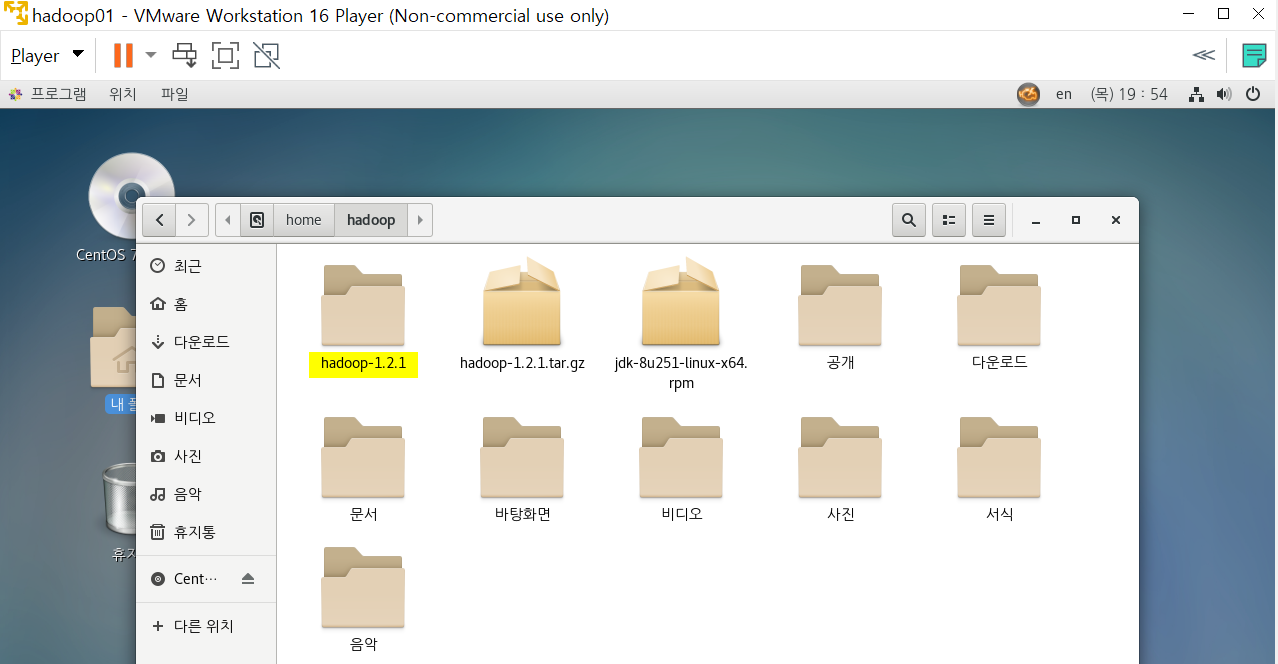 hadoop01 - VMware Workstation 16 Player (Non-commercial use only)
Player
프로그램 위치 파일 en (목) 19 : 54
home hadoop
CentOS 7
내 폴
휴지
최근
홈
다운로드
문서
비디오
사진
음악
휴지통
Cent…
+ 다른 위치
hadoop-1.2.1 hadoop-1.2.1.tar.gz jdk-8u251-linux-x64. 공개 다운로드
rpm
문서 바탕화면 비디오 사진 서식
음악